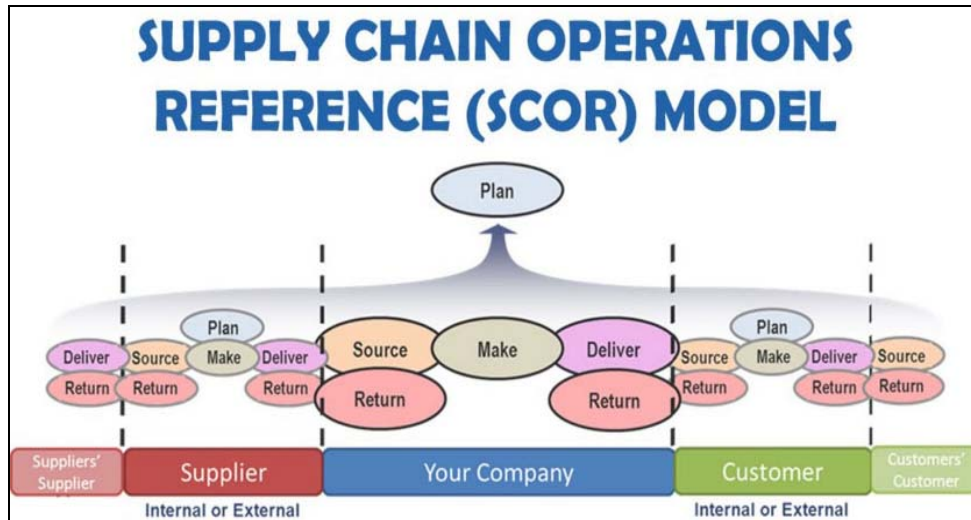 SUPPLY CHAIN OPERATIONS
REFERENCE (SCOR) MODEL
Plan
Plan
Plan
Deliver
Source
Make
Deliver
Source
Make
Deliver
Source
Make
Deliver
Source
Return
Return
Return
Return
Return
Return
Return
Return
Suppliers'
Supplier
Supplier
Your Company
Customer
Customers'
Customer
Internal or External
Internal or External